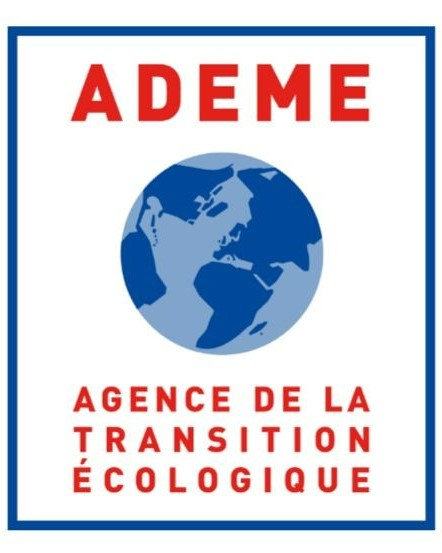 ADEME
AGENCE DE LA
TRANSITION
ÉCOLOGIQUE